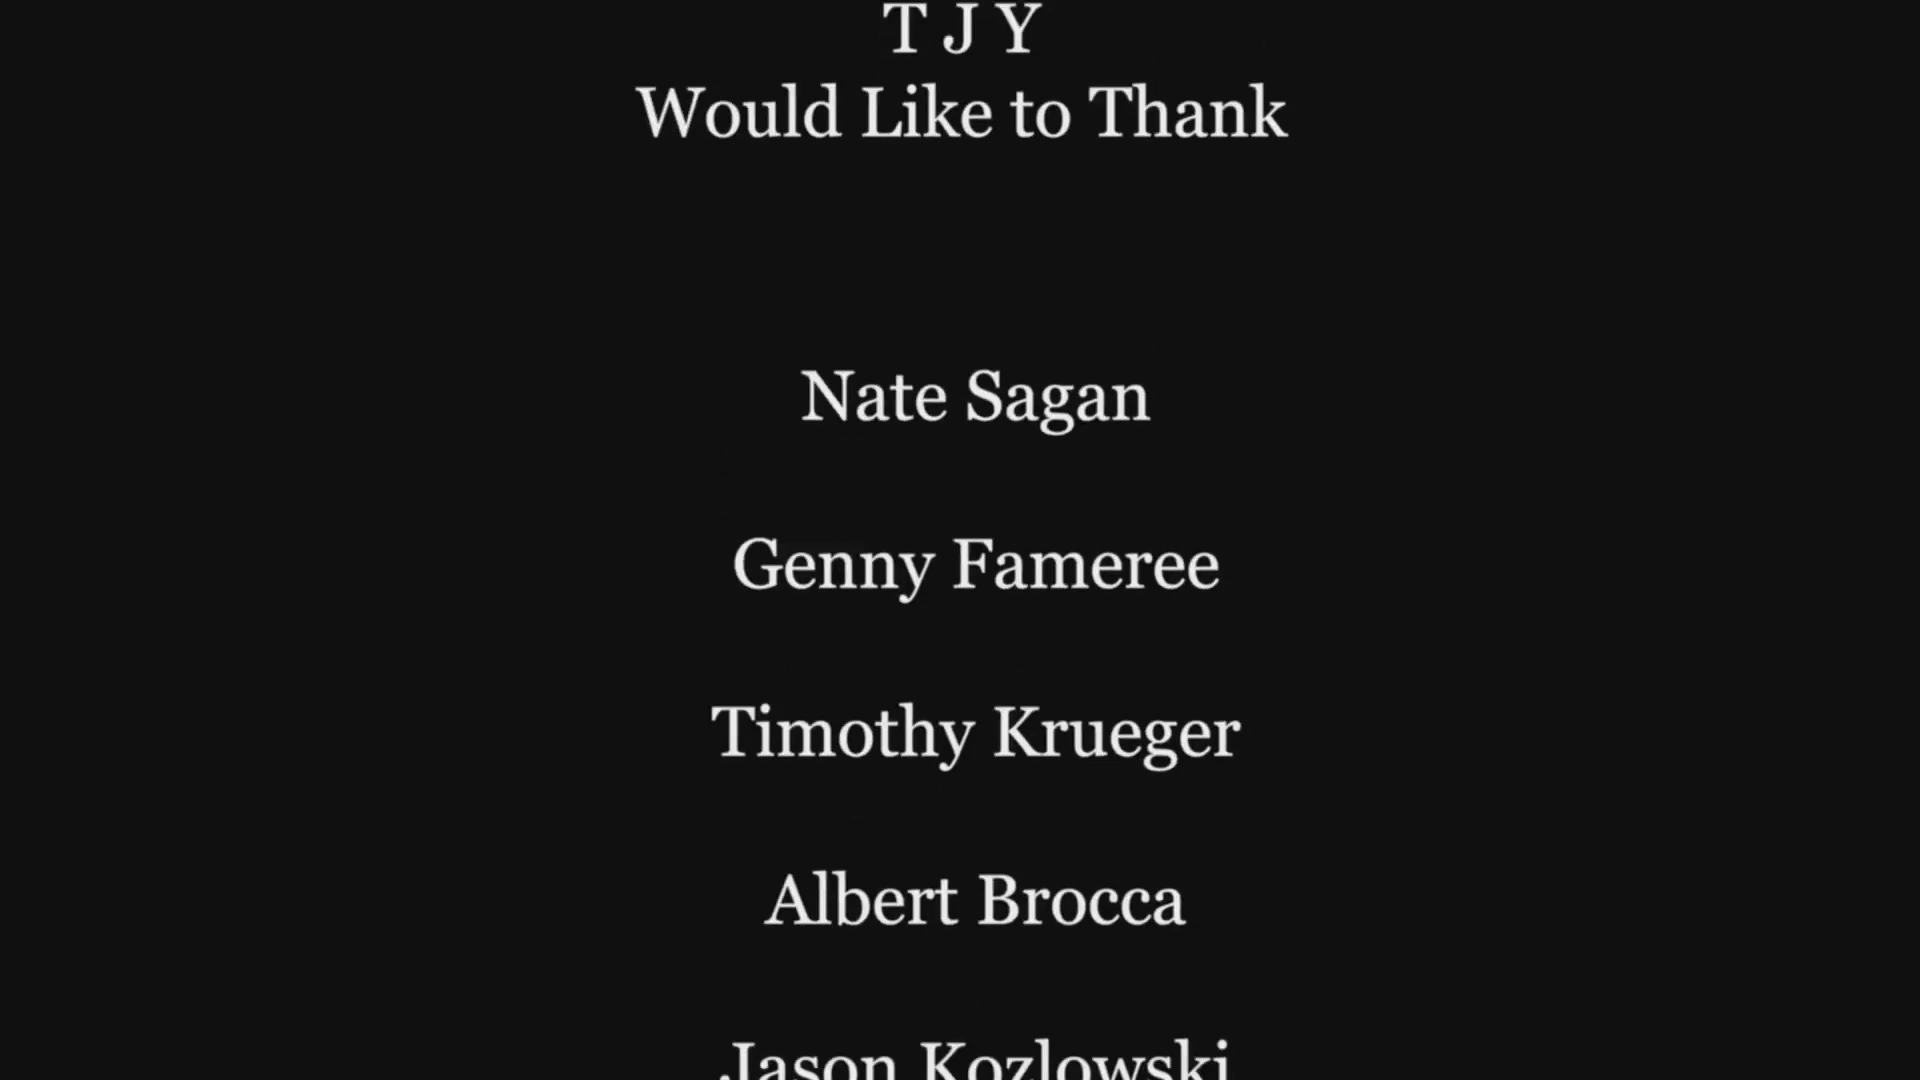 T J Y
Would Like to Thank
Nate Sagan
Genny Fameree
Timothy Krueger
Albert Brocca
Jason Kozlowski